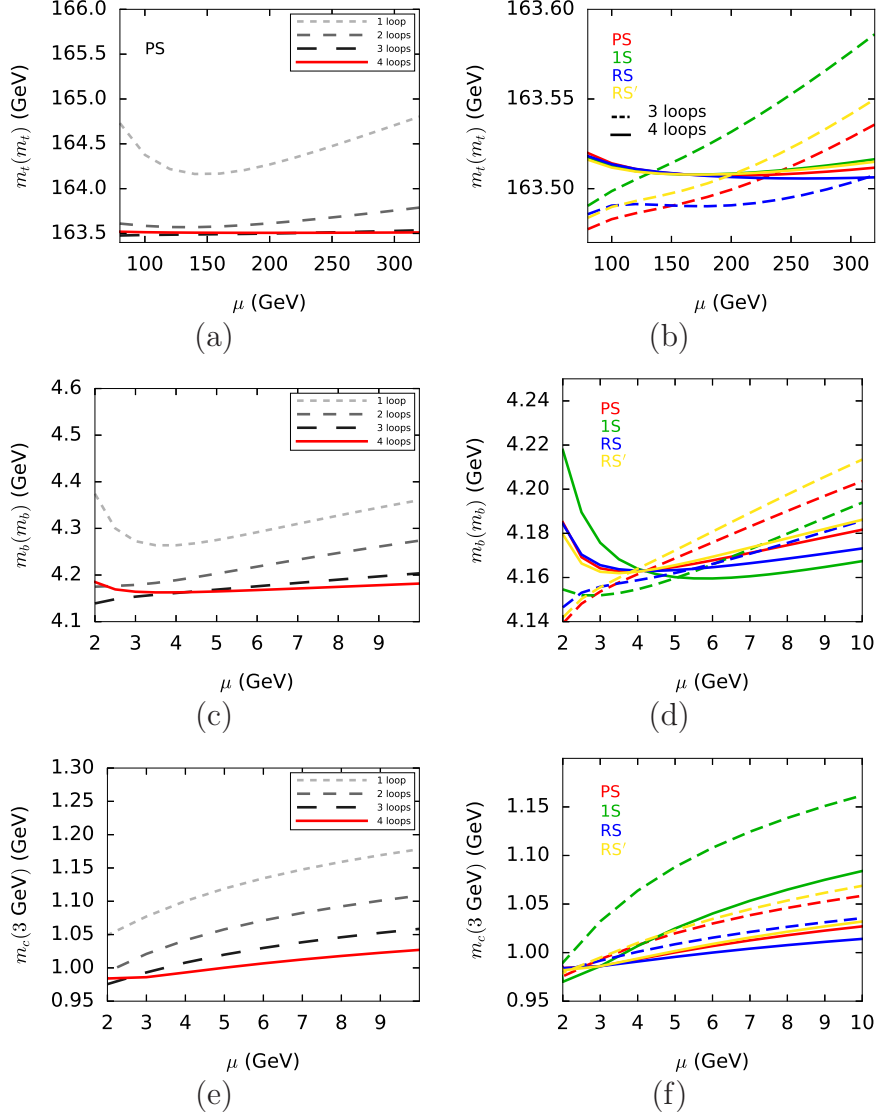 166.0
165.5
165.0
164.5
164.0
163.5
m_t(m_t) (GeV)
PS
1 loop
2 loops
3 loops
4 loops
100 150 200 250 300
μ (GeV)
(a)
163.60
163.55
163.50
m_t(m_t) (GeV)
PS
1S
RS
RS′
3 loops
4 loops
100 150 200 250 300
μ (GeV)
(b)
4.6
4.5
4.4
4.3
4.2
4.1
m_b(m_b) (GeV)
1 loop
2 loops
3 loops
4 loops
2 3 4 5 6 7 8 9
μ (GeV)
(c)
4.24
4.22
4.20
4.18
4.16
4.14
m_b(m_b) (GeV)
PS
1S
RS
RS′
2 3 4 5 6 7 8 9 10
μ (GeV)
(d)
1.30
1.25
1.20
1.15
1.10
1.05
1.00
0.95
m_c(3 GeV) (GeV)
1 loop
2 loops
3 loops
4 loops
2 3 4 5 6 7 8 9
μ (GeV)
(e)
1.15
1.10
1.05
1.00
0.95
m_c(3 GeV) (GeV)
PS
1S
RS
RS′
2 3 4 5 6 7 8 9 10
μ (GeV)
(f)